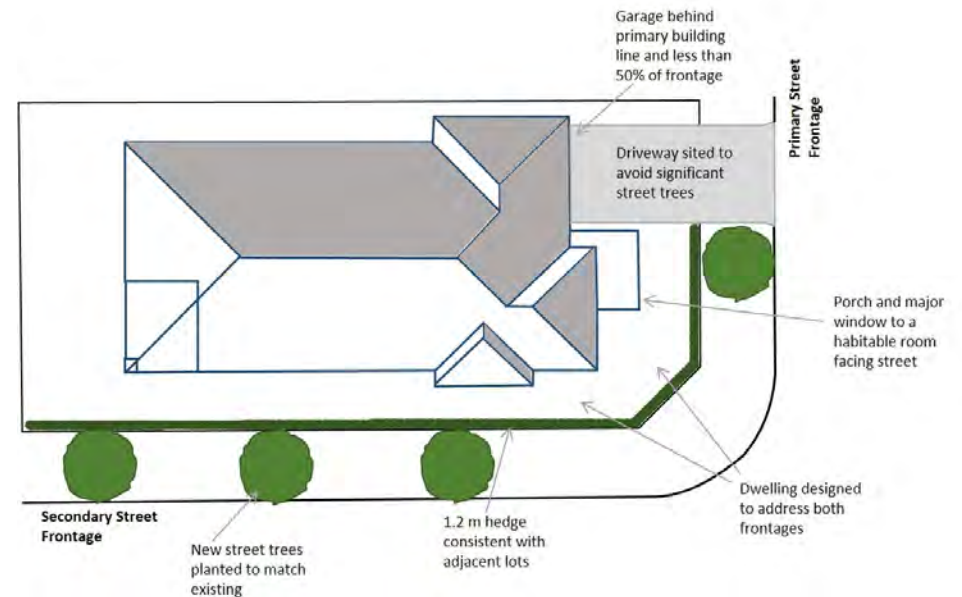 Garage behind
primary building
line and less than
50% of frontage
Primary Street
Frontage
Driveway sited to
avoid significant
street trees
Porch and major
window to a
habitable room
facing street
Dwelling designed
to address both
frontages
1.2 m hedge
consistent with
adjacent lots
Secondary Street
Frontage
New street trees
planted to match
existing